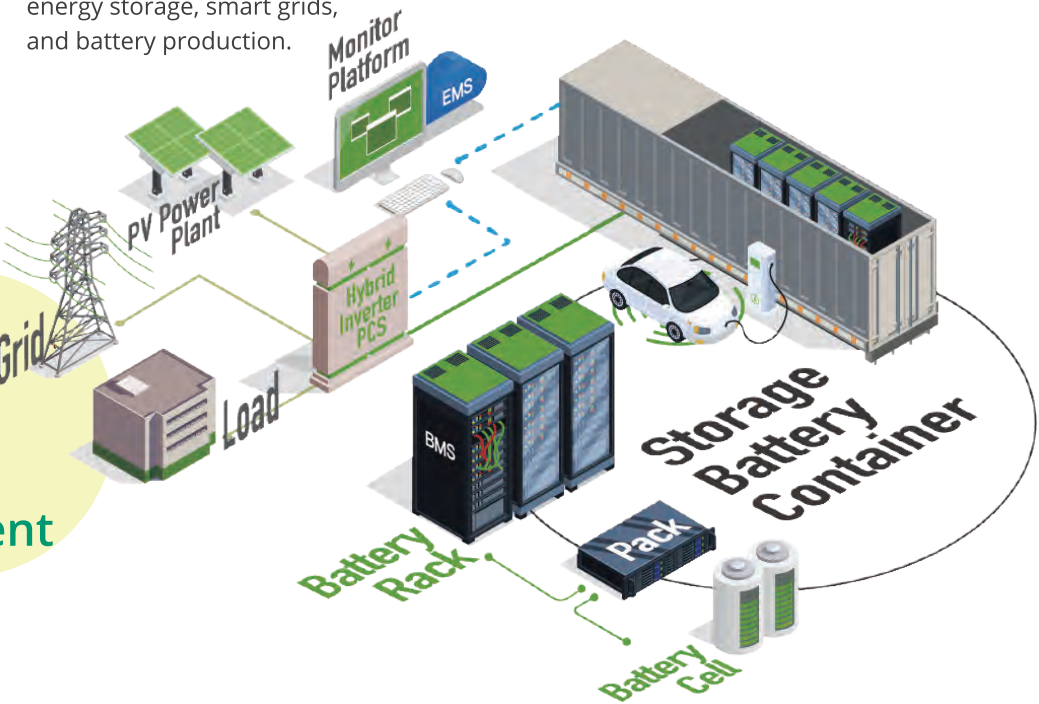 energy storage, smart grids,
and battery production.
Monitor
Platform
EMS
PV Power
Plant
Hybrid
Inverter
PCS
Grid
Load
BMS
Storage
Battery
Container
Pack
Battery
Rack
Battery
Cell
ent